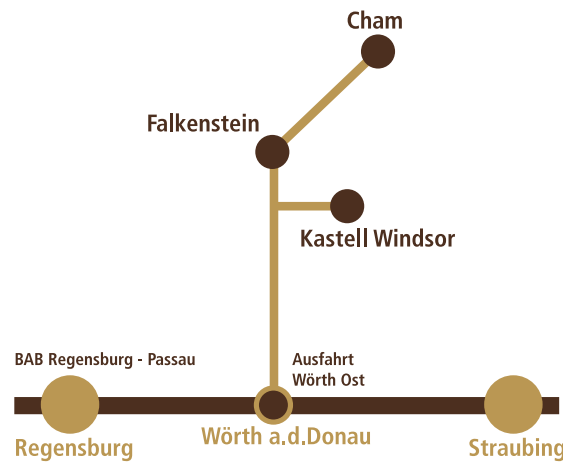 Cham
Falkenstein
Kastell Windsor
BAB Regensburg - Passau
Ausfahrt
Wörth Ost
Regensburg
Wörth a.d.Donau
Straubing